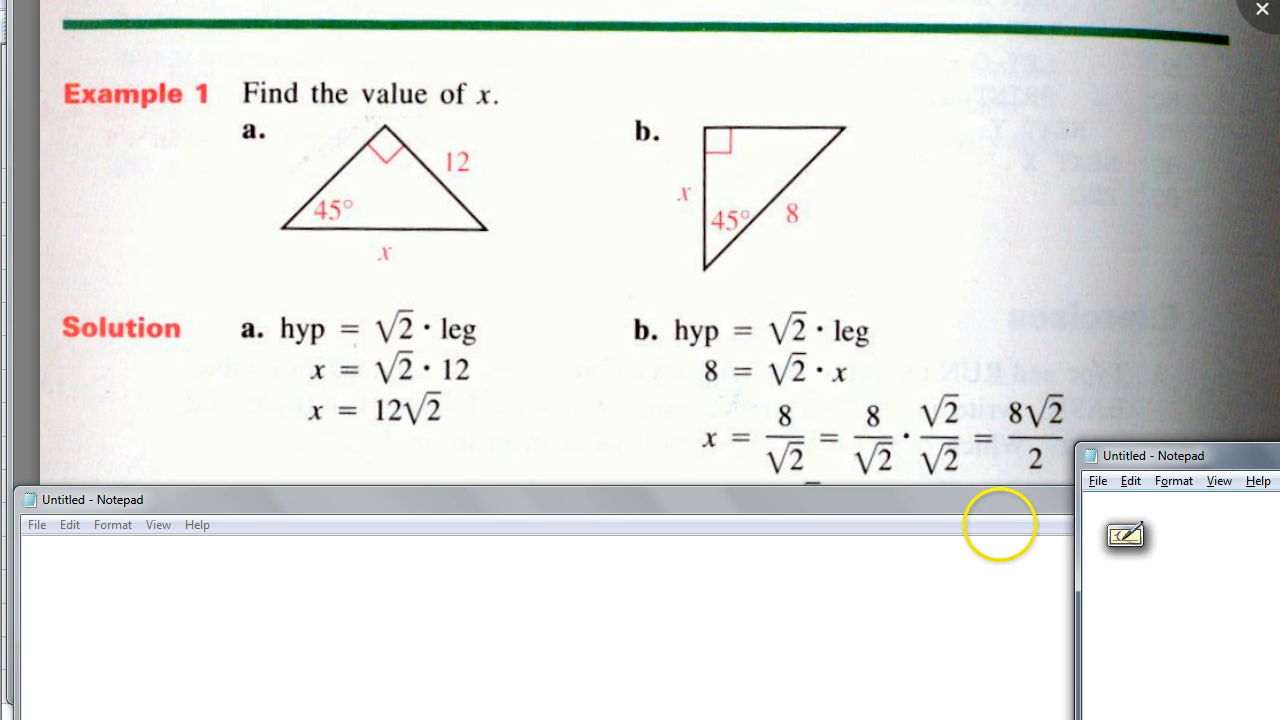 Example 1 Find the value of x.
a.
b.
12
45°
x
x
45°
8
Solution a. hyp = √2 · leg
x = √2 · 12
x = 12√2
b. hyp = √2 · leg
8 = √2 · x
x = 8/√2 = 8/√2 · √2/√2 = 8√2/2
Untitled - Notepad
File Edit Format View Help
Untitled - Notepad
File Edit Format View Help